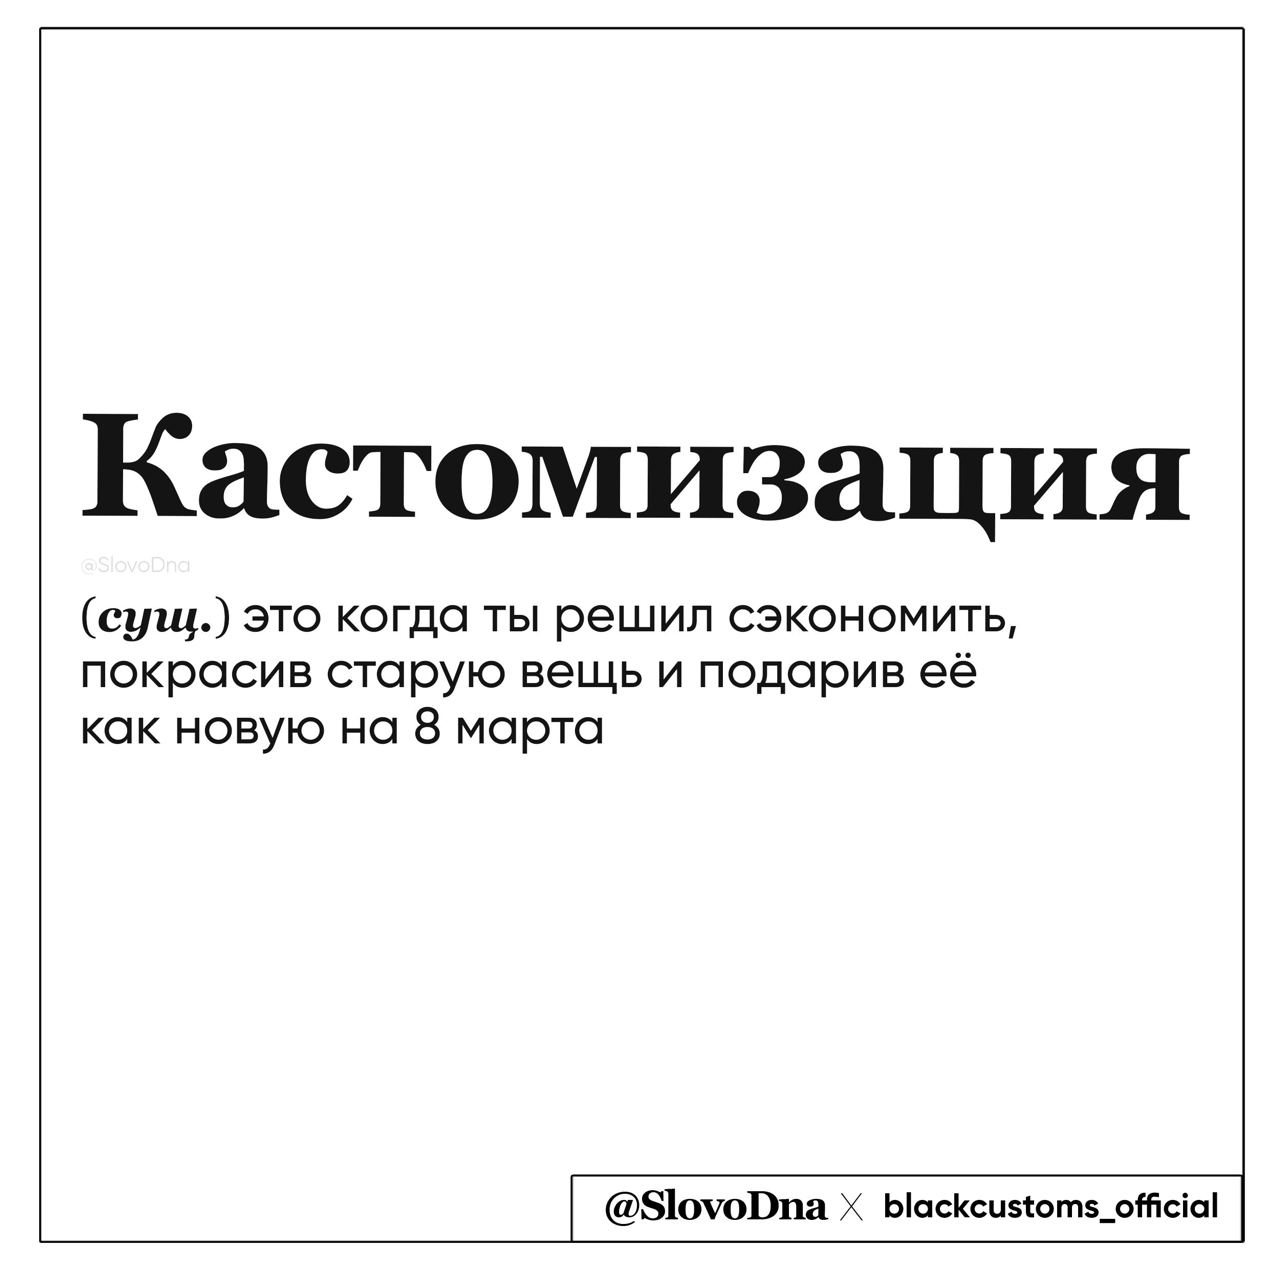 Кастомизация
@SlovoDna
(сущ.) это когда ты решил сэкономить,
покрасив старую вещь и подарив её
как новую на 8 марта
@SlovoDna X blackcustoms_official